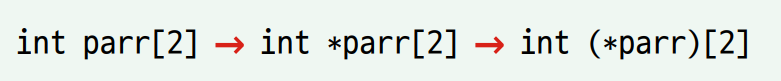 int parr[2] → int *parr[2] → int (*parr)[2]